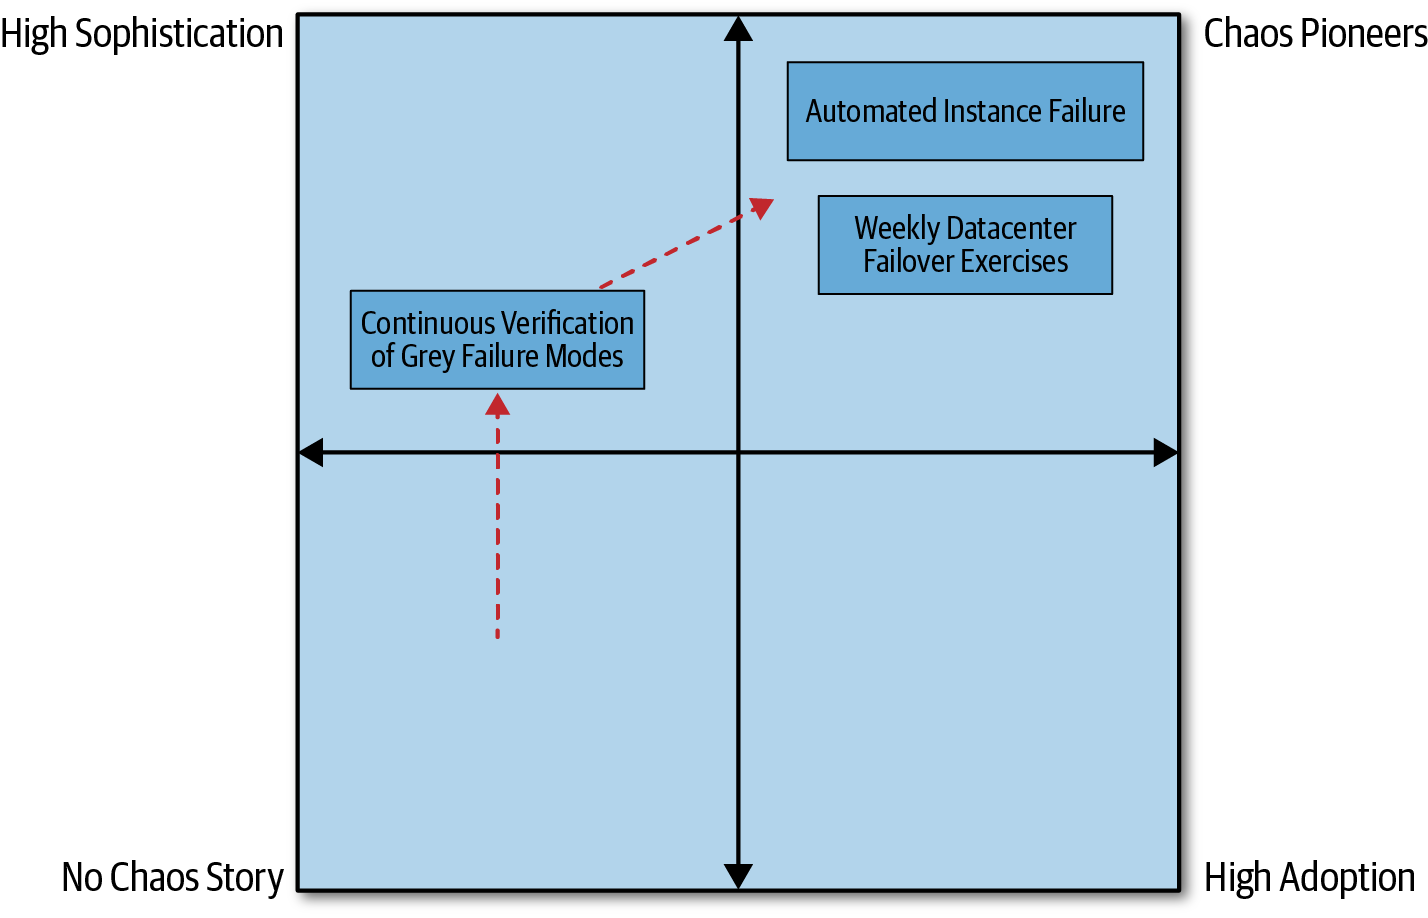 High Sophistication
Chaos Pioneers
Automated Instance Failure
Weekly Datacenter
Failover Exercises
Continuous Verification
of Grey Failure Modes
No Chaos Story
High Adoption